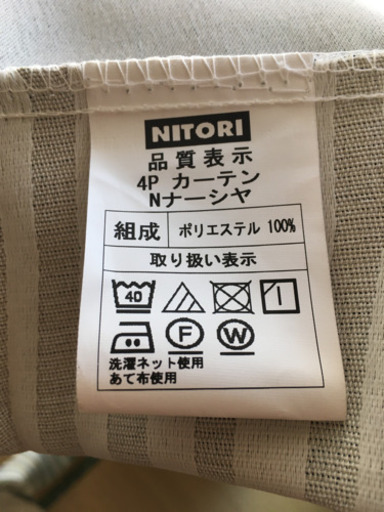 NITORI
品質表示
4P カーテン
Nナーシヤ
組成 ポリエステル 100%
取り扱い表示
40
F W
洗濯ネット使用
あて布使用